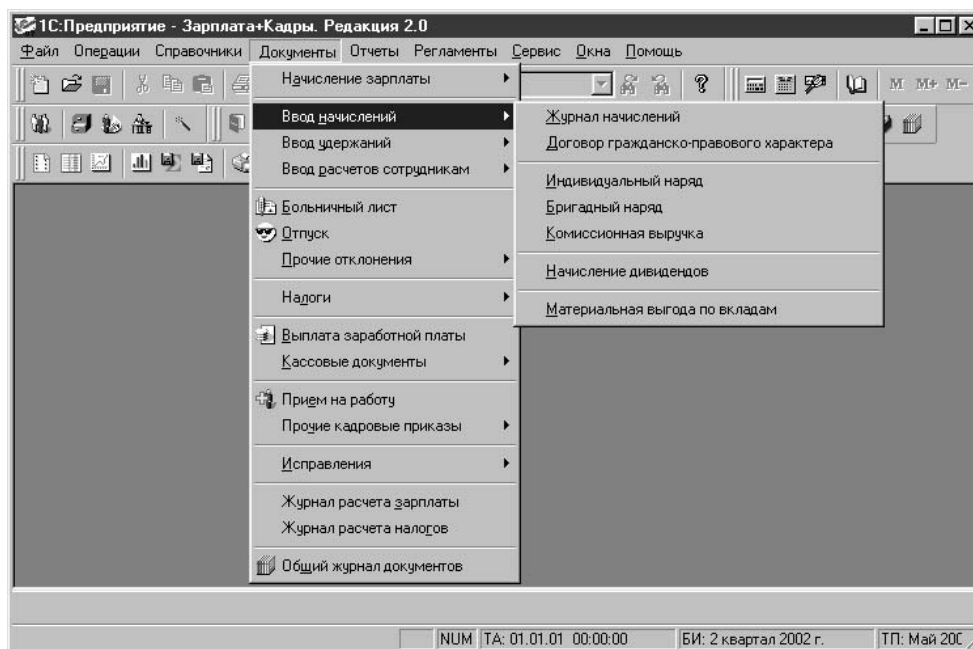 1С:Предприятие - Зарплата+Кадры. Редакция 2.0
Файл Операции Справочники Документы Отчеты Регламенты Сервис Окна Помощь
M M+ M-
Начисление зарплаты
Ввод начислений
Ввод удержаний
Ввод расчетов сотрудникам
Больничный лист
Отпуск
Прочие отклонения
Налоги
Выплата заработной платы
Кассовые документы
Прием на работу
Прочие кадровые приказы
Исправления
Журнал расчета зарплаты
Журнал расчета налогов
Общий журнал документов
Журнал начислений
Договор гражданско-правового характера
Индивидуальный наряд
Бригадный наряд
Комиссионная выручка
Начисление дивидендов
Материальная выгода по вкладам
NUM TA: 01.01.01 00:00:00 БИ: 2 квартал 2002 г. ТП: Май 200